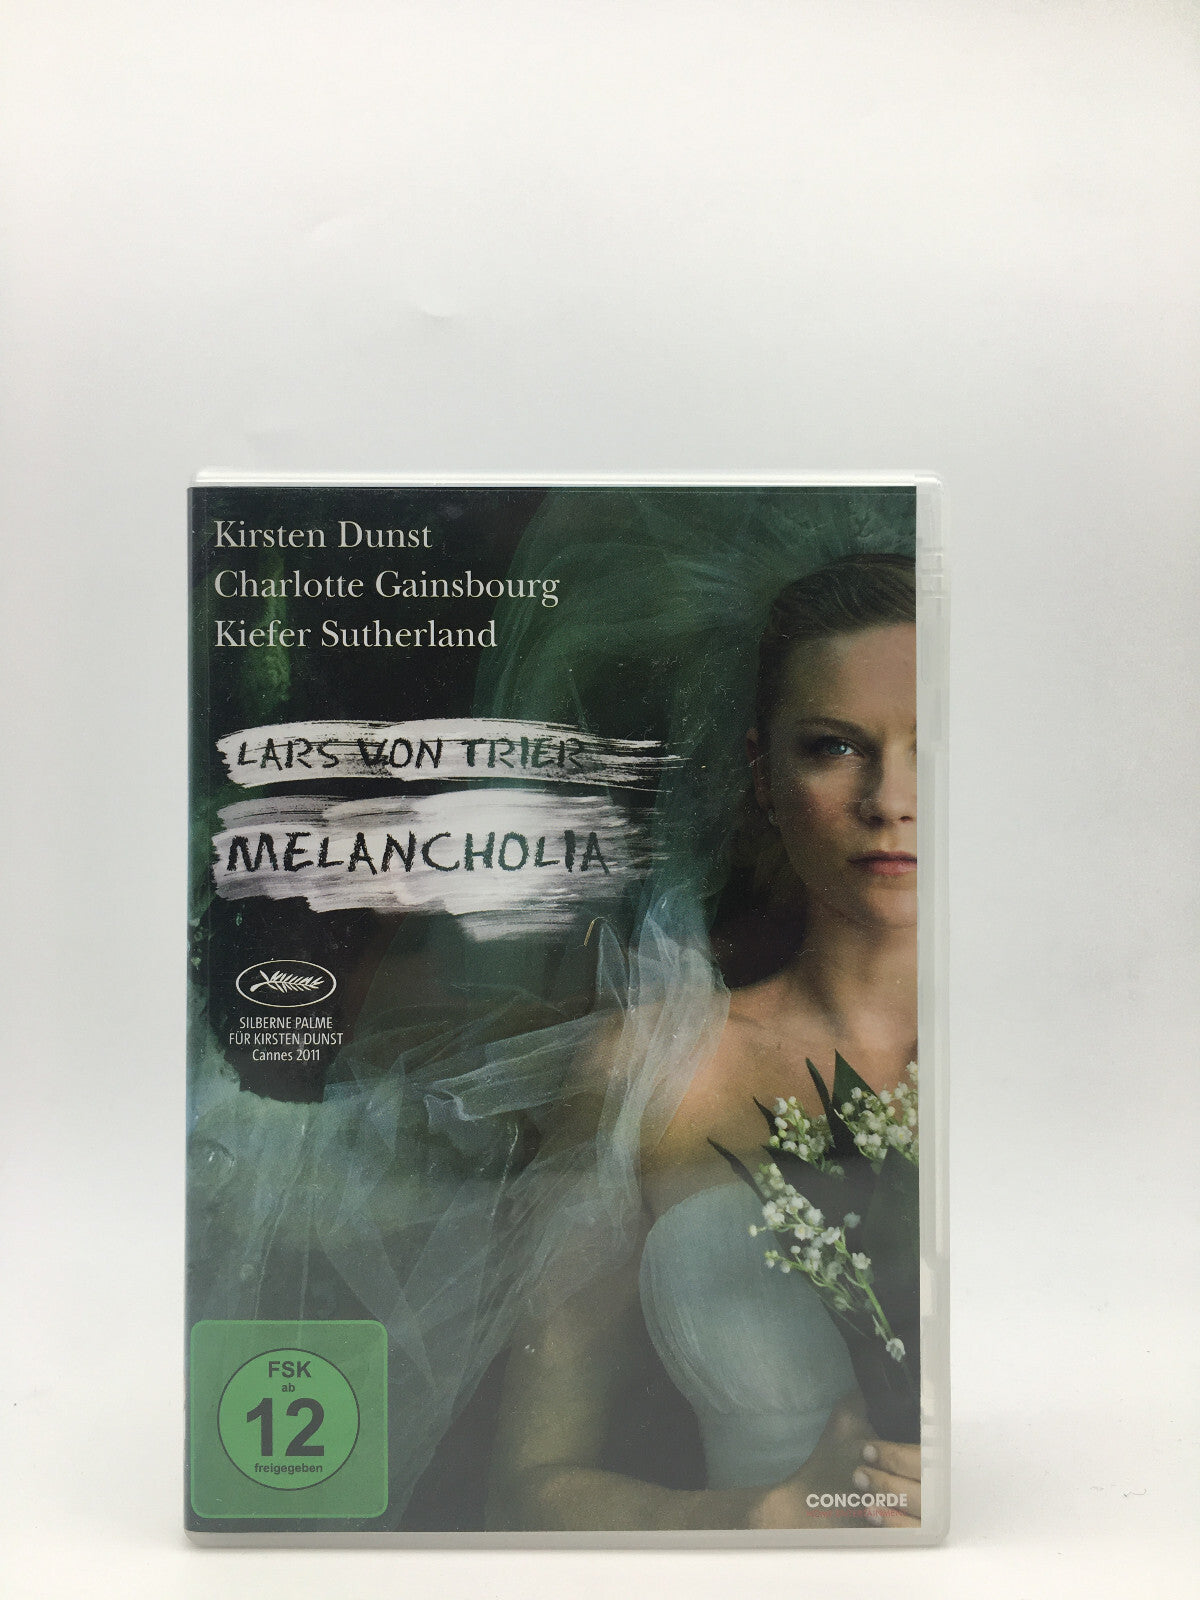 Kirsten Dunst
Charlotte Gainsbourg
Kiefer Sutherland
LARS VON TRIER
MELANCHOLIA
SILBERNE PALME
FÜR KIRSTEN DUNST
Cannes 2011
FSK
ab
12
freigegeben
CONCORDE